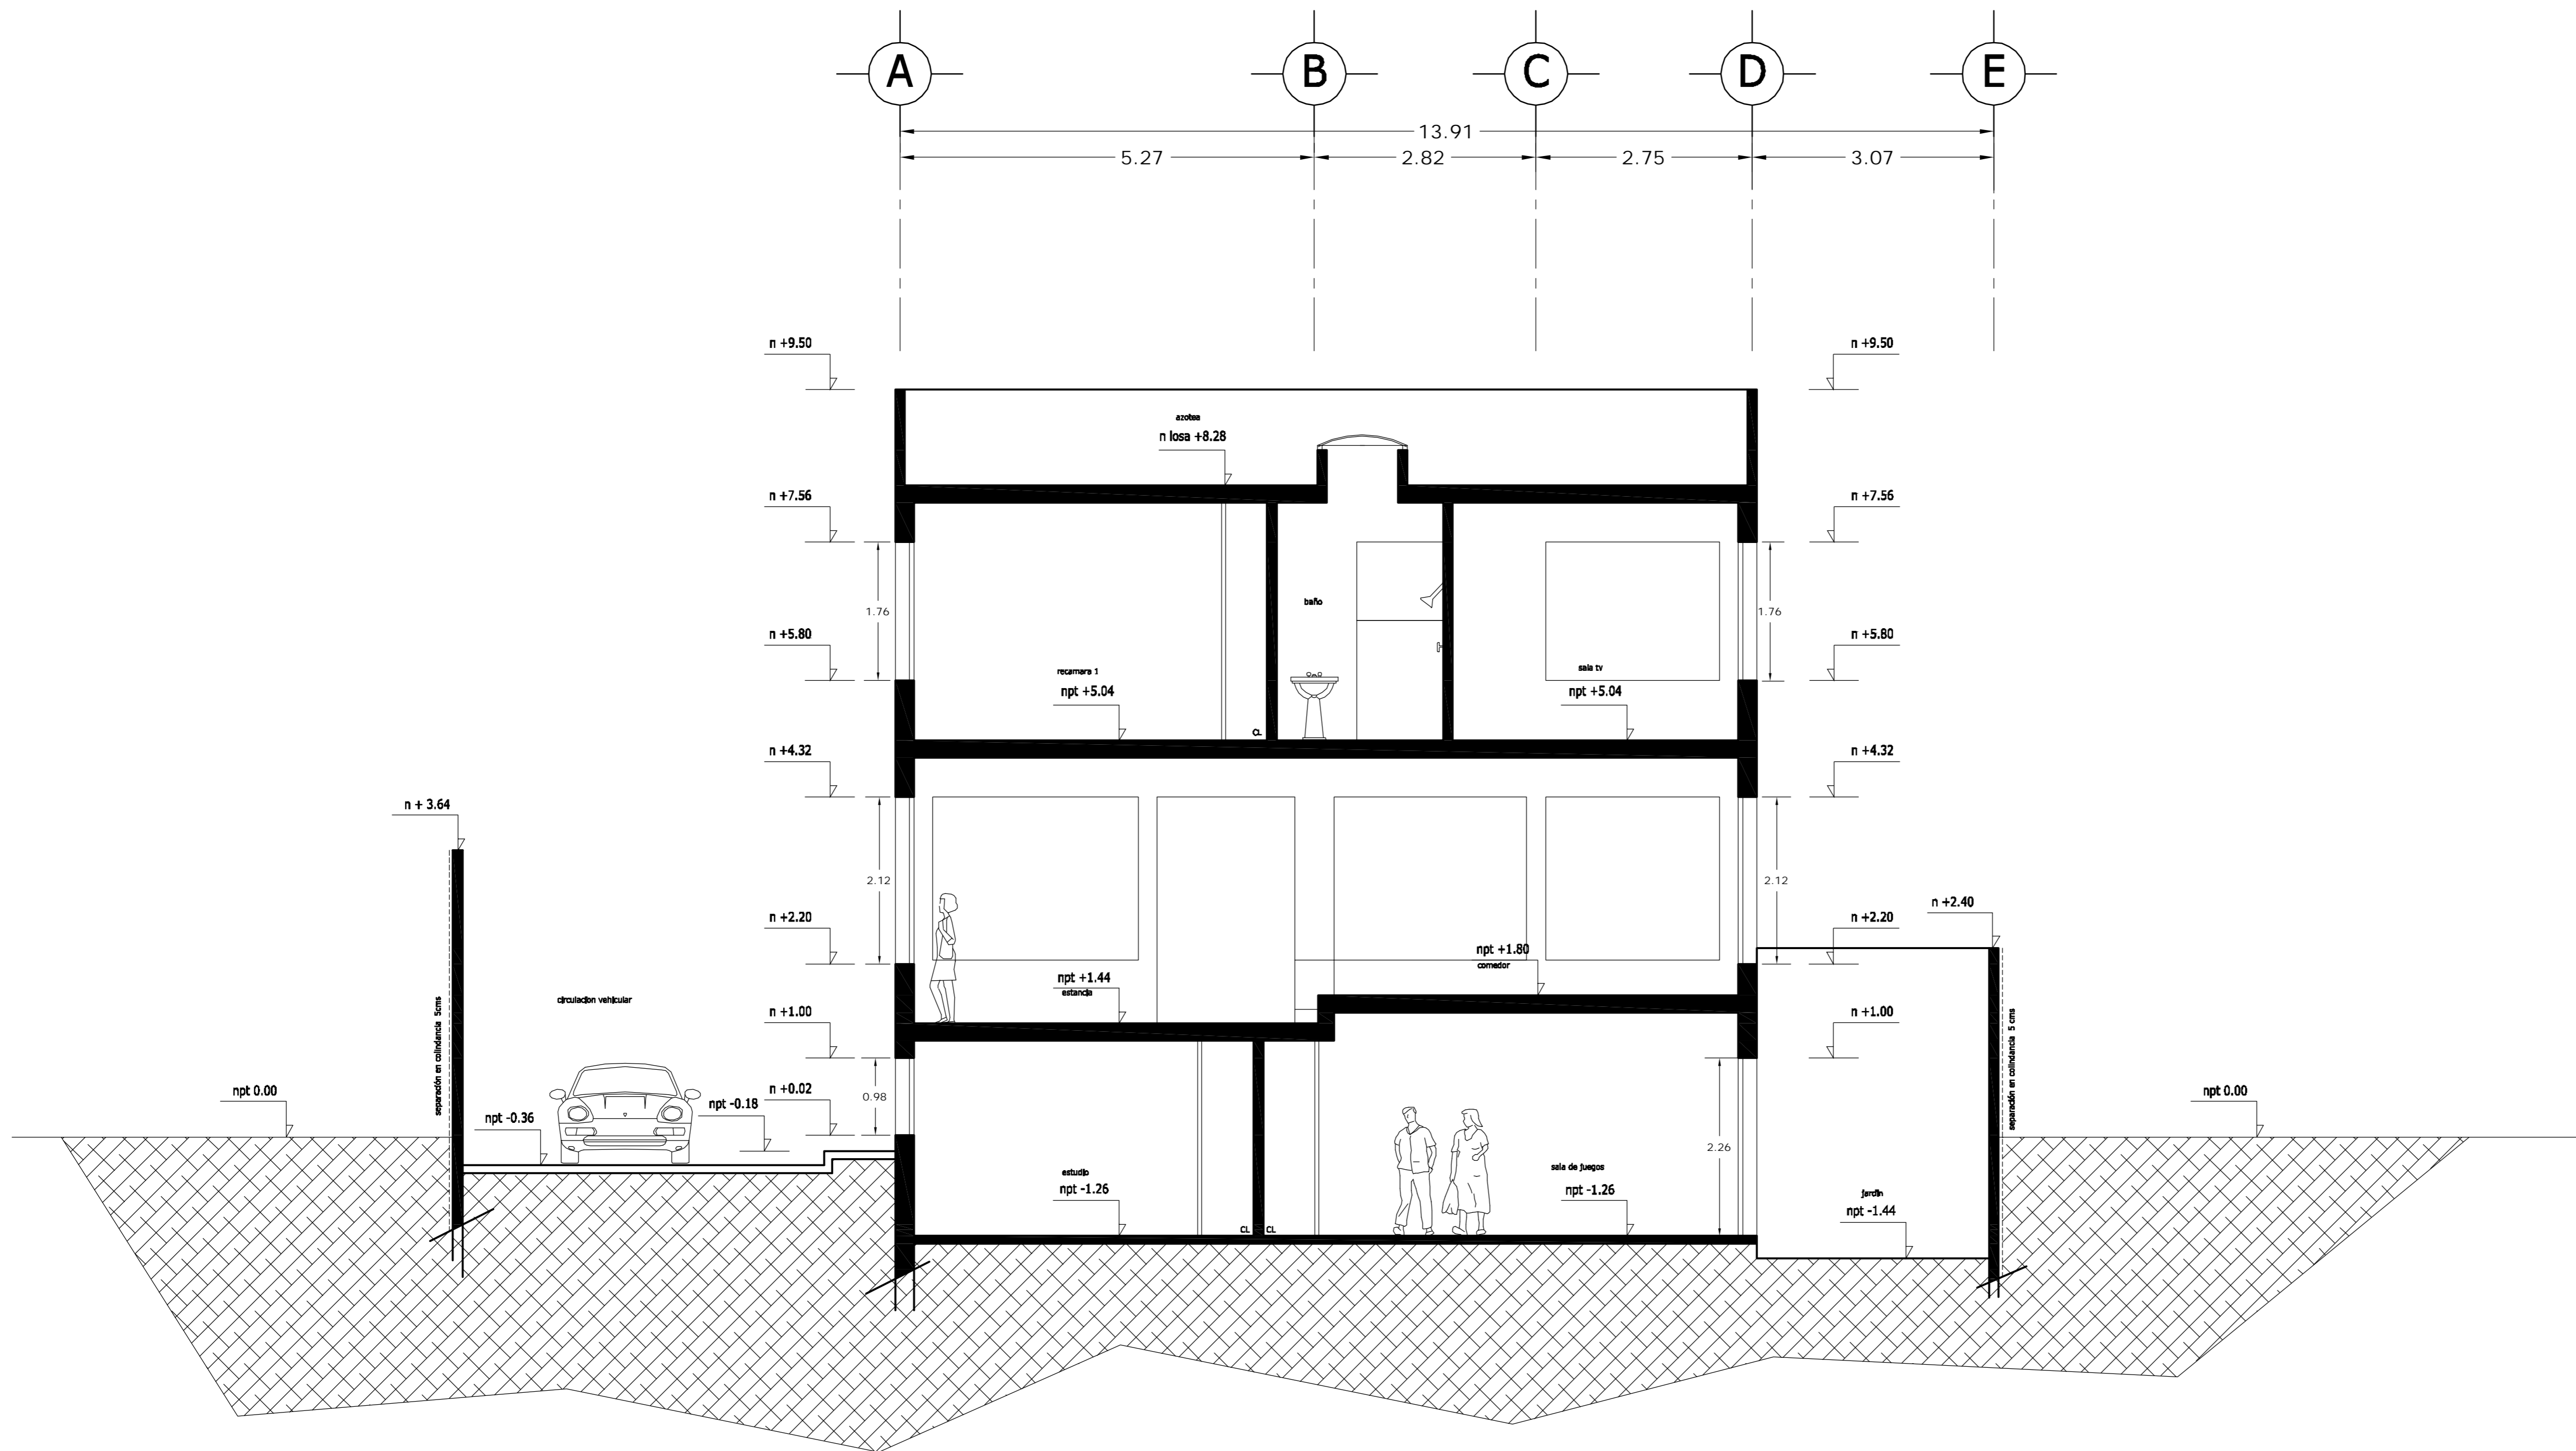 A B C D E
13.91
5.27 2.82 2.75 3.07
n +9.50 n +9.50
azotea
n losa +8.28
n +7.56 n +7.56
1.76 baño 1.76
n +5.80 n +5.80
recamara 1 sala tv
npt +5.04 npt +5.04
CL
n +4.32 n +4.32
n + 3.64
2.12 2.12
n +2.20 n +2.20 n +2.40
npt +1.80
comedor
npt +1.44
estancia
circulacion vehicular
n +1.00 n +1.00
separación en colindancia 5cms
separación en colindancia 5 cms
npt 0.00 n +0.02 npt 0.00
npt -0.36 npt -0.18 0.98
2.26
estudio sala de juegos
npt -1.26 npt -1.26
jardin
npt -1.44
CL CL